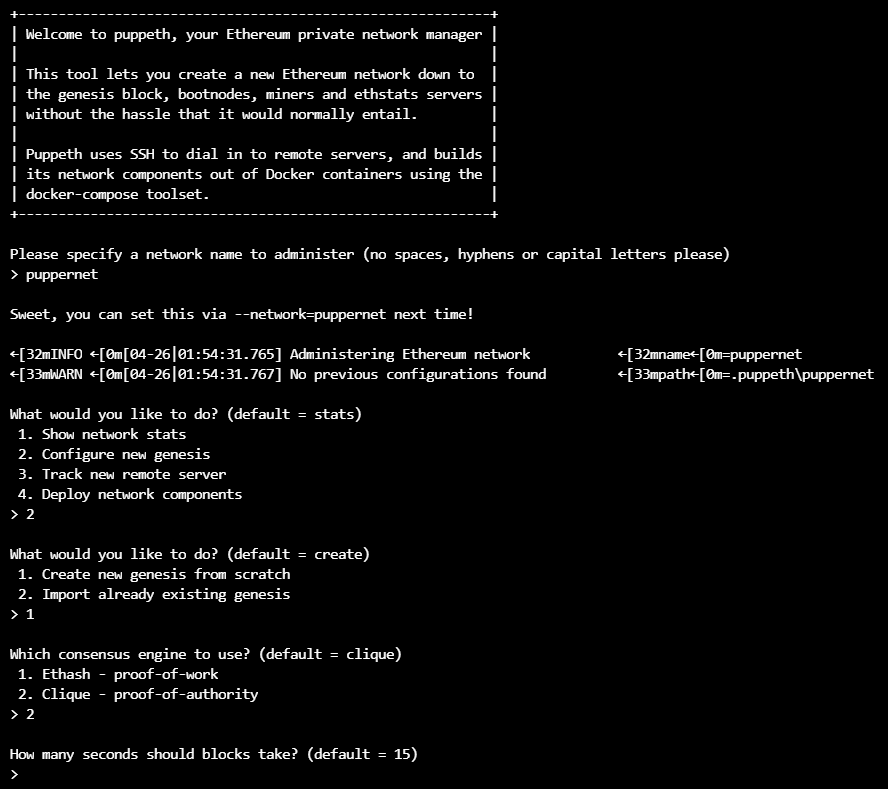 +-----------------------------------------------------------+
| Welcome to puppeth, your Ethereum private network manager |
|                                                           |
| This tool lets you create a new Ethereum network down to  |
| the genesis block, bootnodes, miners and ethstats servers |
| without the hassle that it would normally entail.         |
|                                                           |
| Puppeth uses SSH to dial in to remote servers, and builds |
| its network components out of Docker containers using the |
| docker-compose toolset.                                   |
+-----------------------------------------------------------+
Please specify a network name to administer (no spaces, hyphens or capital letters please)
> puppernet
Sweet, you can set this via --network=puppernet next time!
←[32mINFO ←[0m[04-26|01:54:31.765] Administering Ethereum network           ←[32mname←[0m=puppernet
←[33mWARN ←[0m[04-26|01:54:31.767] No previous configurations found         ←[33mpath←[0m=.puppeth\puppernet
What would you like to do? (default = stats)
 1. Show network stats
 2. Configure new genesis
 3. Track new remote server
 4. Deploy network components
> 2
What would you like to do? (default = create)
 1. Create new genesis from scratch
 2. Import already existing genesis
> 1
Which consensus engine to use? (default = clique)
 1. Ethash - proof-of-work
 2. Clique - proof-of-authority
> 2
How many seconds should blocks take? (default = 15)
>